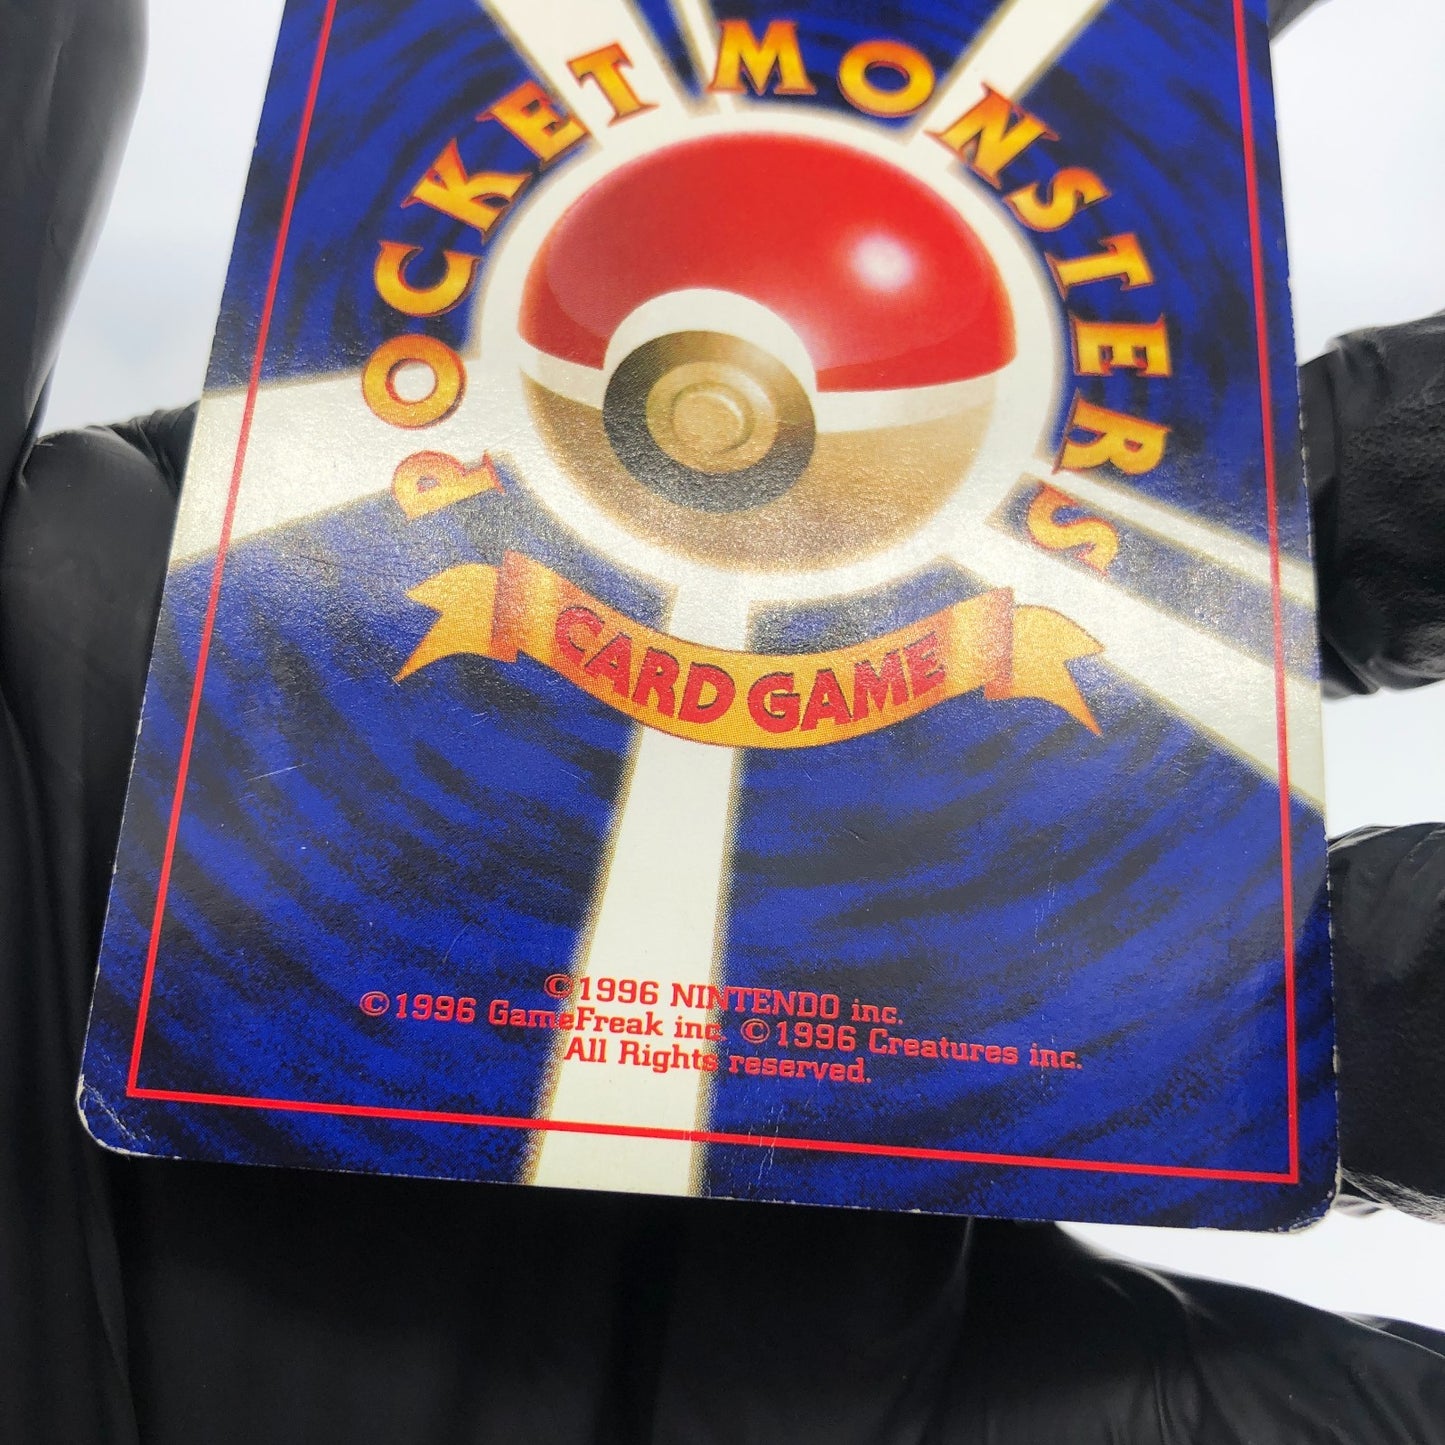 POCKET MONSTERS
CARD GAME
©1996 NINTENDO inc.
©1996 GameFreak inc. ©1996 Creatures inc.
All Rights reserved.